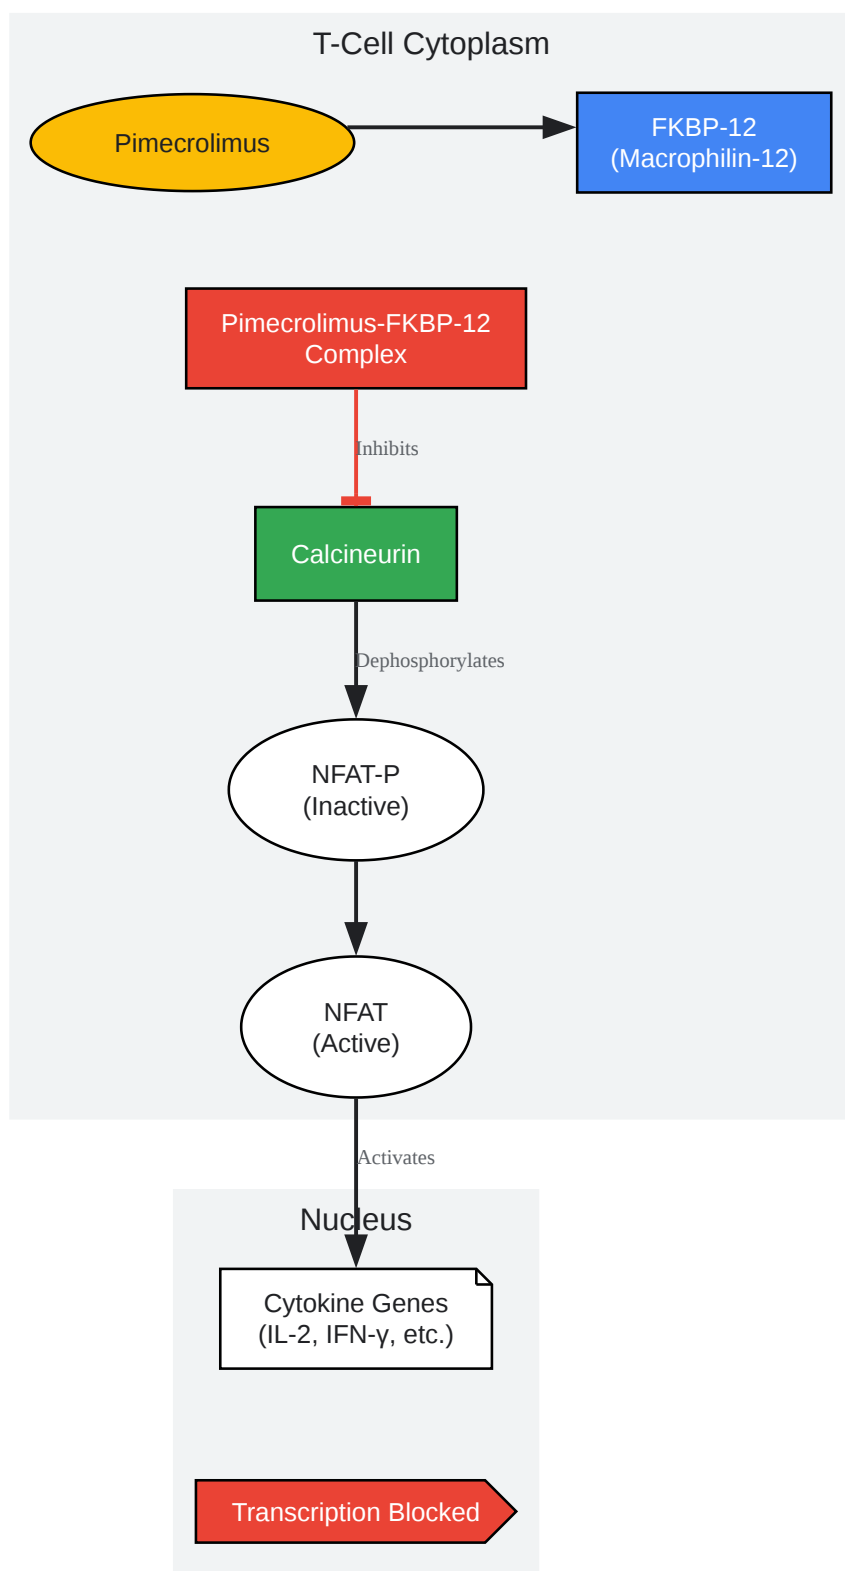 T-Cell Cytoplasm
Pimecrolimus
FKBP-12
(Macrophilin-12)
Pimecrolimus-FKBP-12
Complex
Inhibits
Calcineurin
Dephosphorylates
NFAT-P
(Inactive)
NFAT
(Active)
Activates
Nucleus
Cytokine Genes
(IL-2, IFN-γ, etc.)
Transcription Blocked